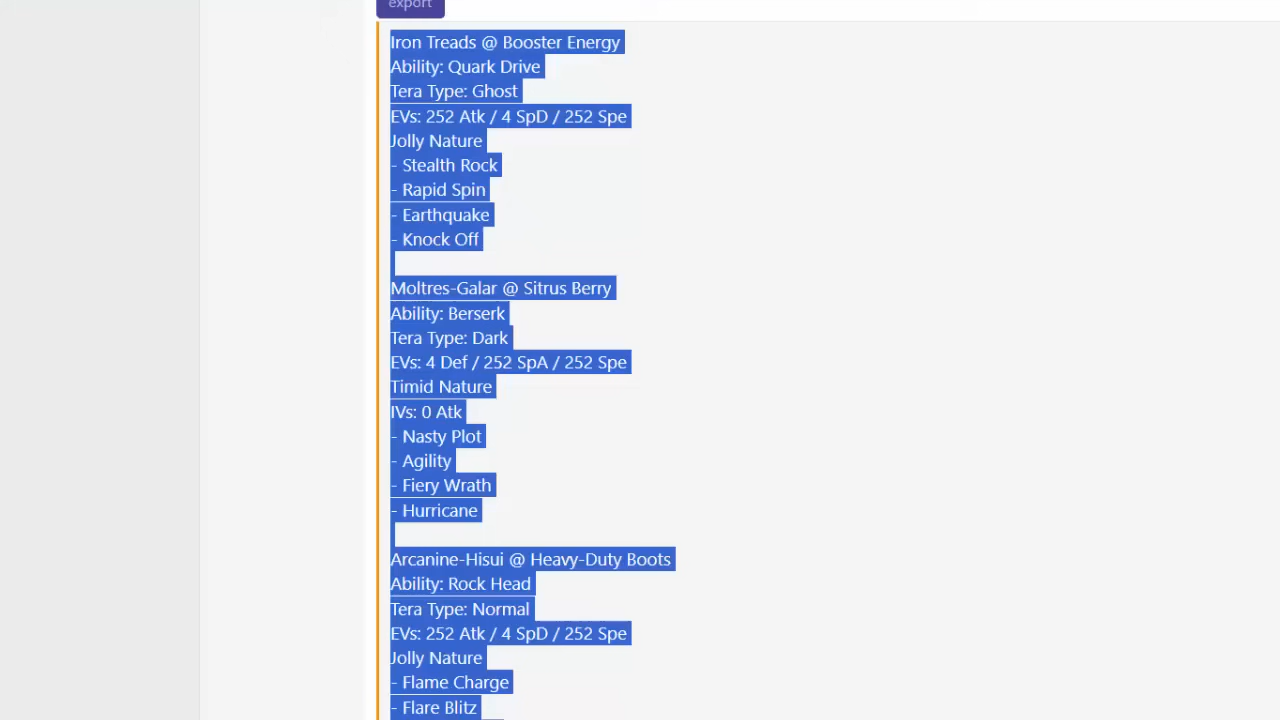 export
Iron Treads @ Booster Energy
Ability: Quark Drive
Tera Type: Ghost
EVs: 252 Atk / 4 SpD / 252 Spe
Jolly Nature
- Stealth Rock
- Rapid Spin
- Earthquake
- Knock Off
Moltres-Galar @ Sitrus Berry
Ability: Berserk
Tera Type: Dark
EVs: 4 Def / 252 SpA / 252 Spe
Timid Nature
IVs: 0 Atk
- Nasty Plot
- Agility
- Fiery Wrath
- Hurricane
Arcanine-Hisui @ Heavy-Duty Boots
Ability: Rock Head
Tera Type: Normal
EVs: 252 Atk / 4 SpD / 252 Spe
Jolly Nature
- Flame Charge
- Flare Blitz